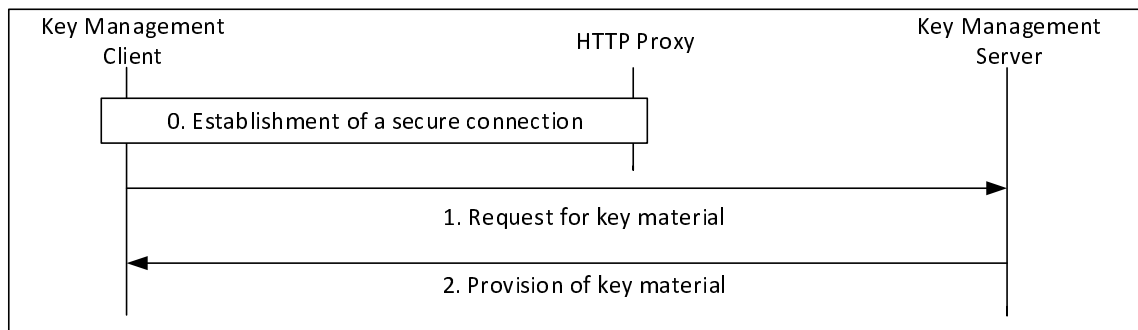 Key Management
Client
HTTP Proxy
Key Management
Server
0. Establishment of a secure connection
1. Request for key material
2. Provision of key material